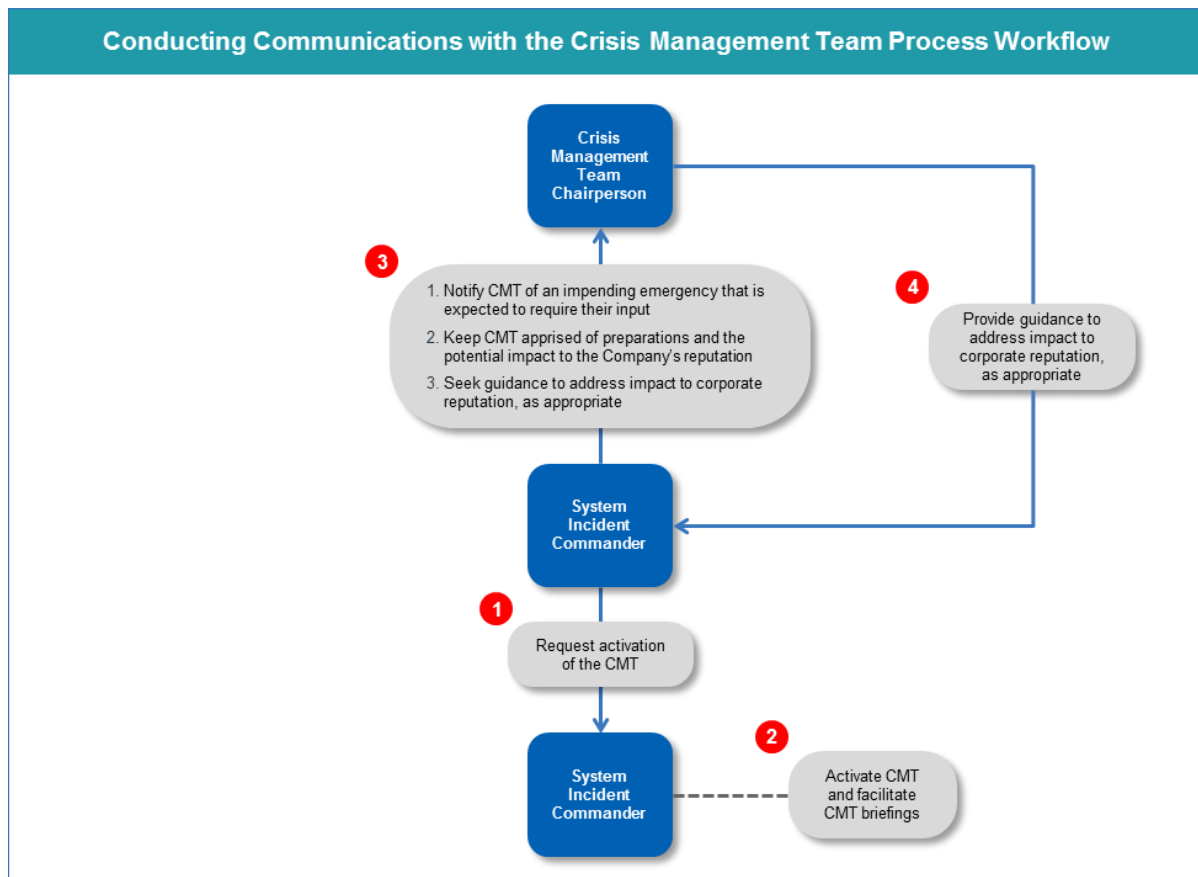 Conducting Communications with the Crisis Management Team Process Workflow
Crisis
Management
Team
Chairperson
3
1. Notify CMT of an impending emergency that is
expected to require their input
2. Keep CMT apprised of preparations and the
potential impact to the Company's reputation
3. Seek guidance to address impact to corporate
reputation, as appropriate
4
Provide guidance to
address impact to
corporate reputation,
as appropriate
System
Incident
Commander
1
Request activation
of the CMT
System
Incident
Commander
2
Activate CMT
and facilitate
CMT briefings